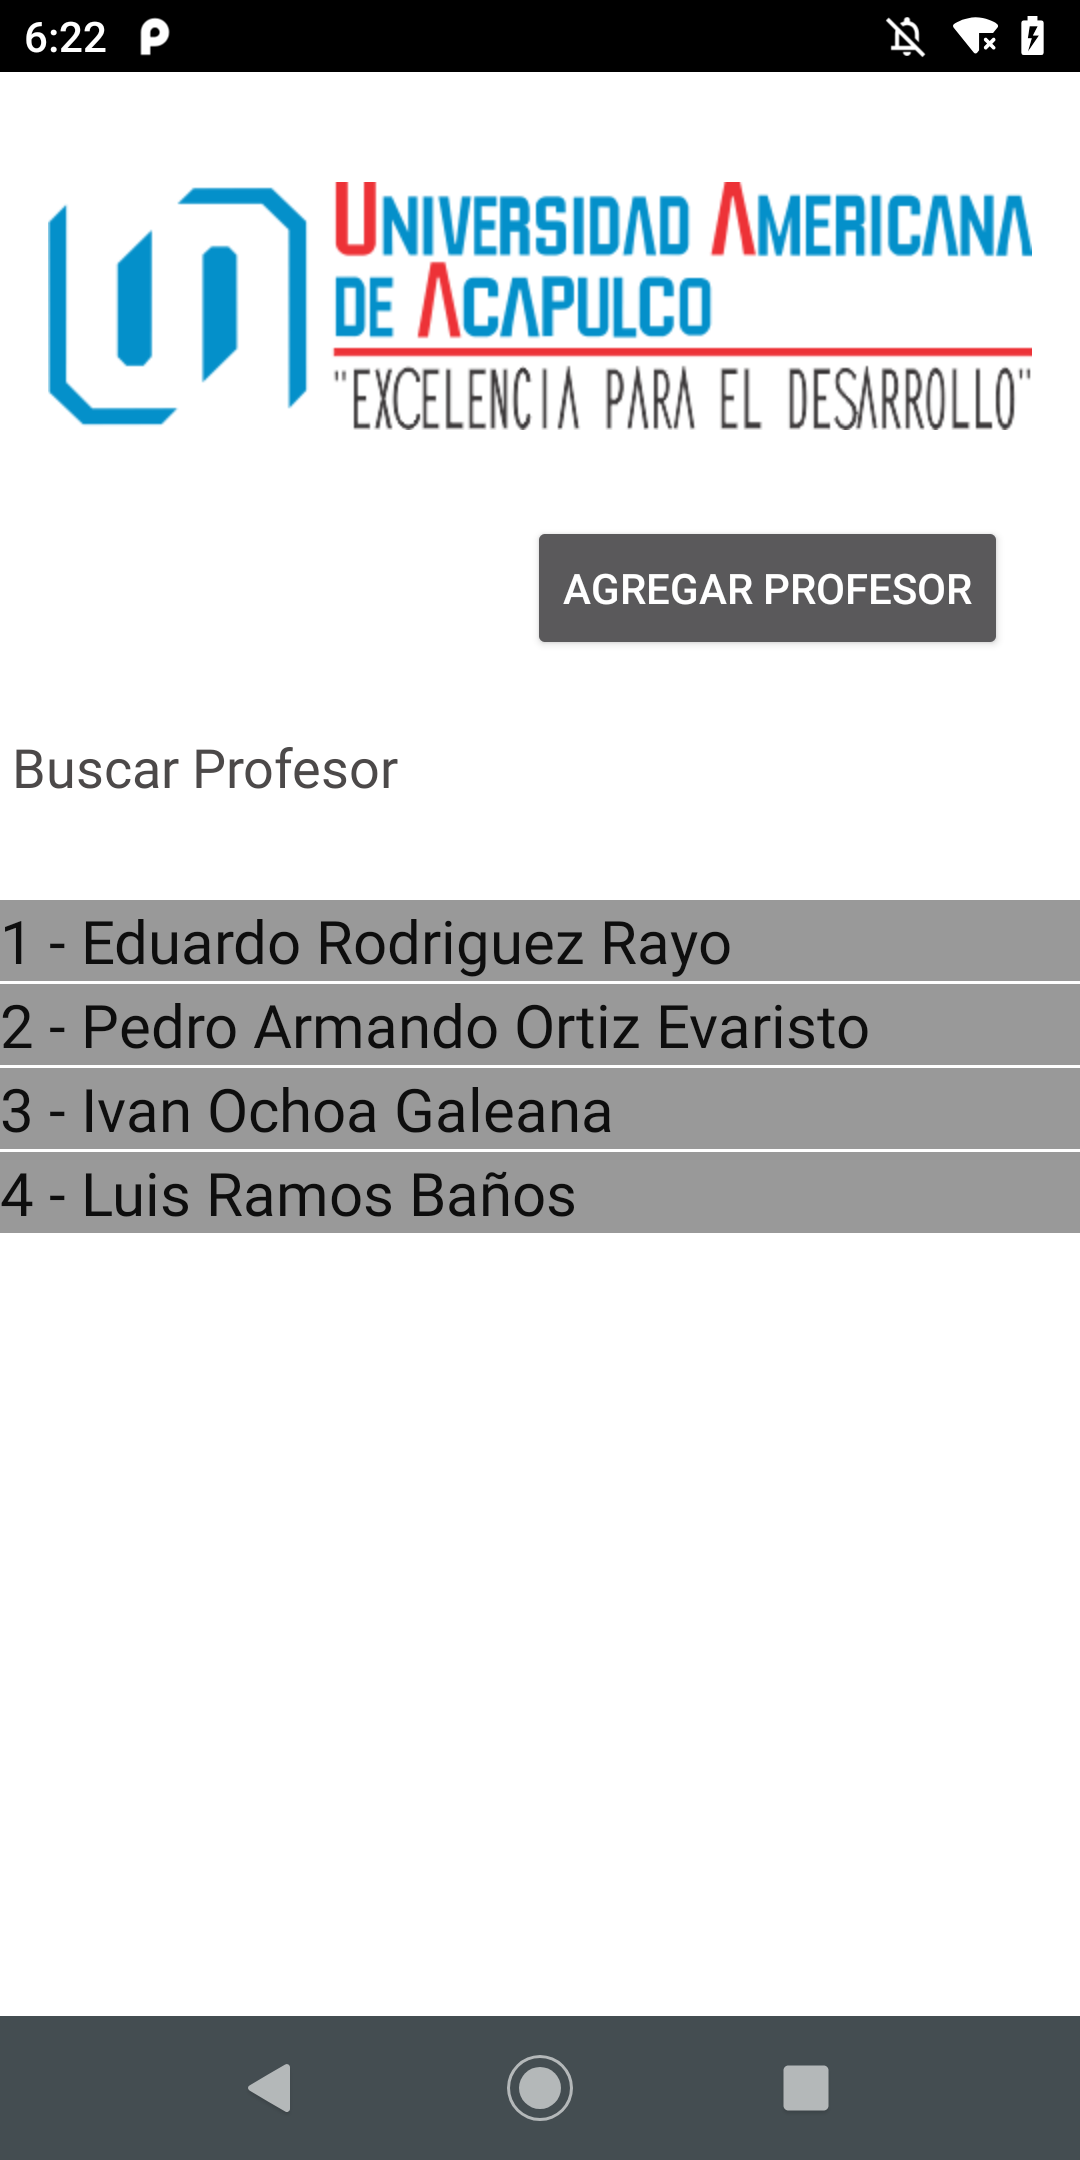 6:22
UNIVERSIDAD AMERICANA
DE ACAPULCO
"EXCELENCIA PARA EL DESARROLLO"
AGREGAR PROFESOR
Buscar Profesor
1 - Eduardo Rodriguez Rayo
2 - Pedro Armando Ortiz Evaristo
3 - Ivan Ochoa Galeana
4 - Luis Ramos Baños